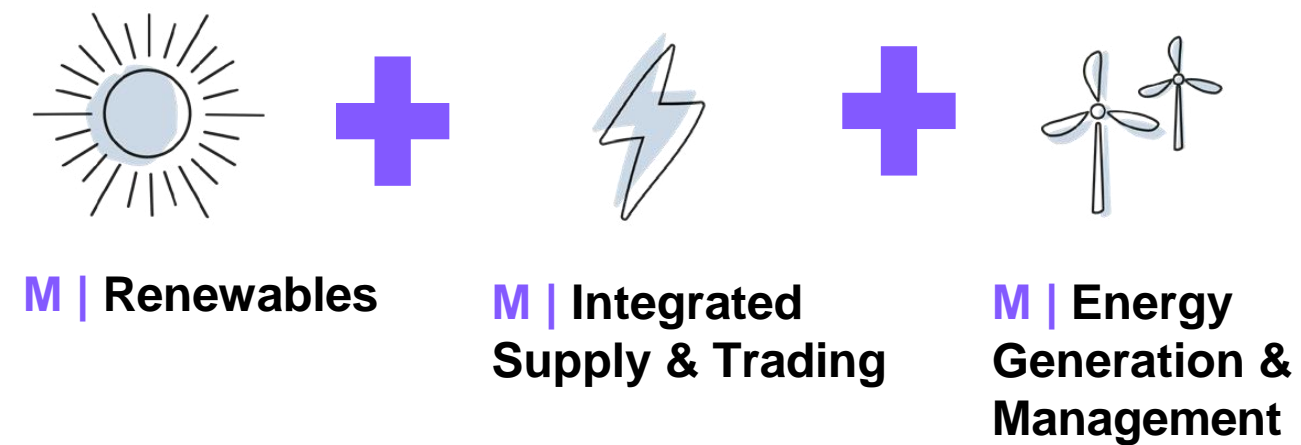 M | Renewables
M | Integrated
Supply & Trading
M | Energy
Generation &
Management